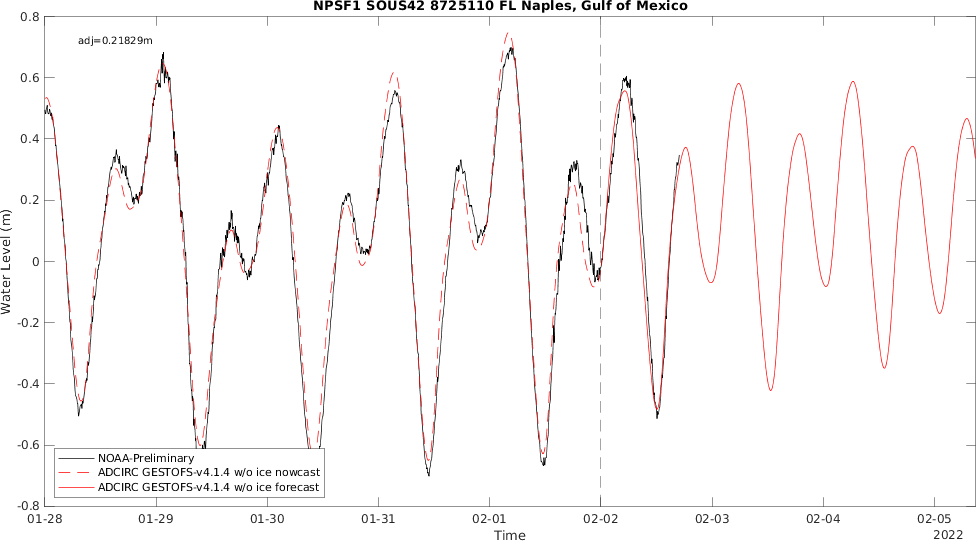 NPSF1 SOUS42 8725110 FL Naples, Gulf of Mexico
adj=0.21829m
0.8
0.6
0.4
0.2
0
-0.2
-0.4
-0.6
-0.8
Water Level (m)
NOAA-Preliminary
ADCIRC GESTOFS-v4.1.4 w/o ice nowcast
ADCIRC GESTOFS-v4.1.4 w/o ice forecast
01-28 01-29 01-30 01-31 02-01 02-02 02-03 02-04 02-05
Time
2022